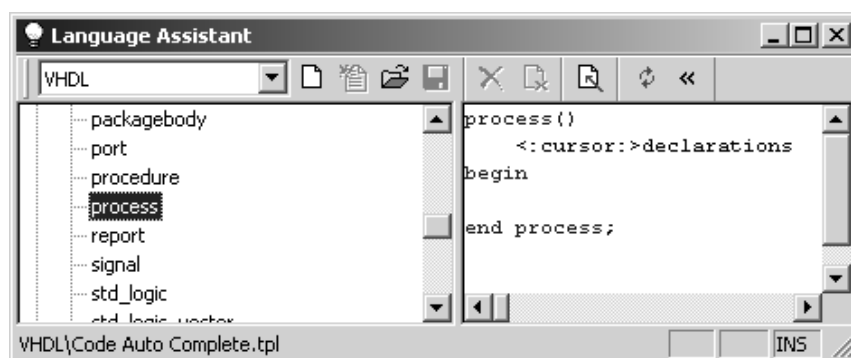 Language Assistant
VHDL
packagebody
port
procedure
process
report
signal
std_logic
std_logic_vector
process()
<:cursor:>declarations
begin
end process;
VHDL\Code Auto Complete.tpl
INS